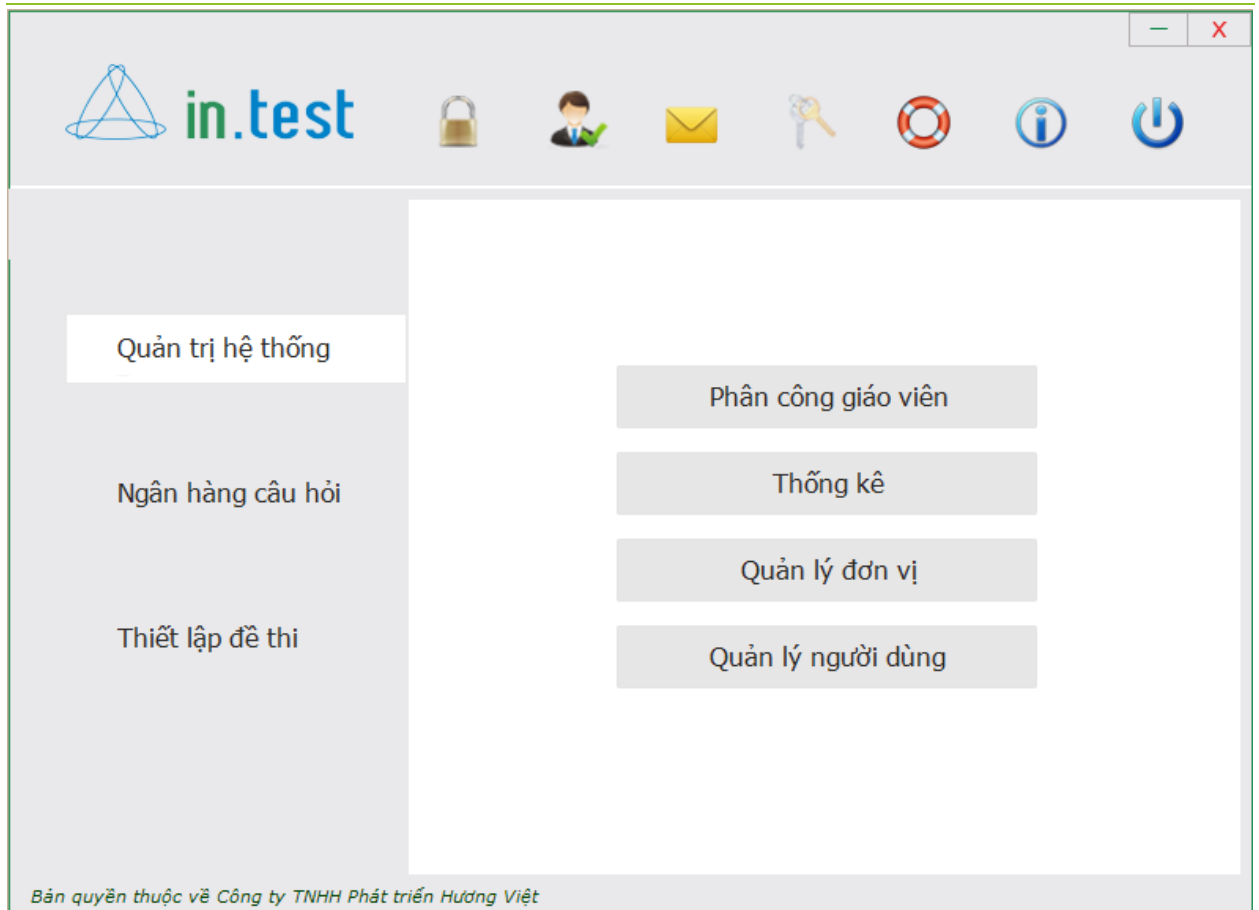 X
in.test
Quản trị hệ thống
Ngân hàng câu hỏi
Thiết lập đề thi
Phân công giáo viên
Thống kê
Quản lý đơn vị
Quản lý người dùng
Bản quyền thuộc về Công ty TNHH Phát triển Hương Việt